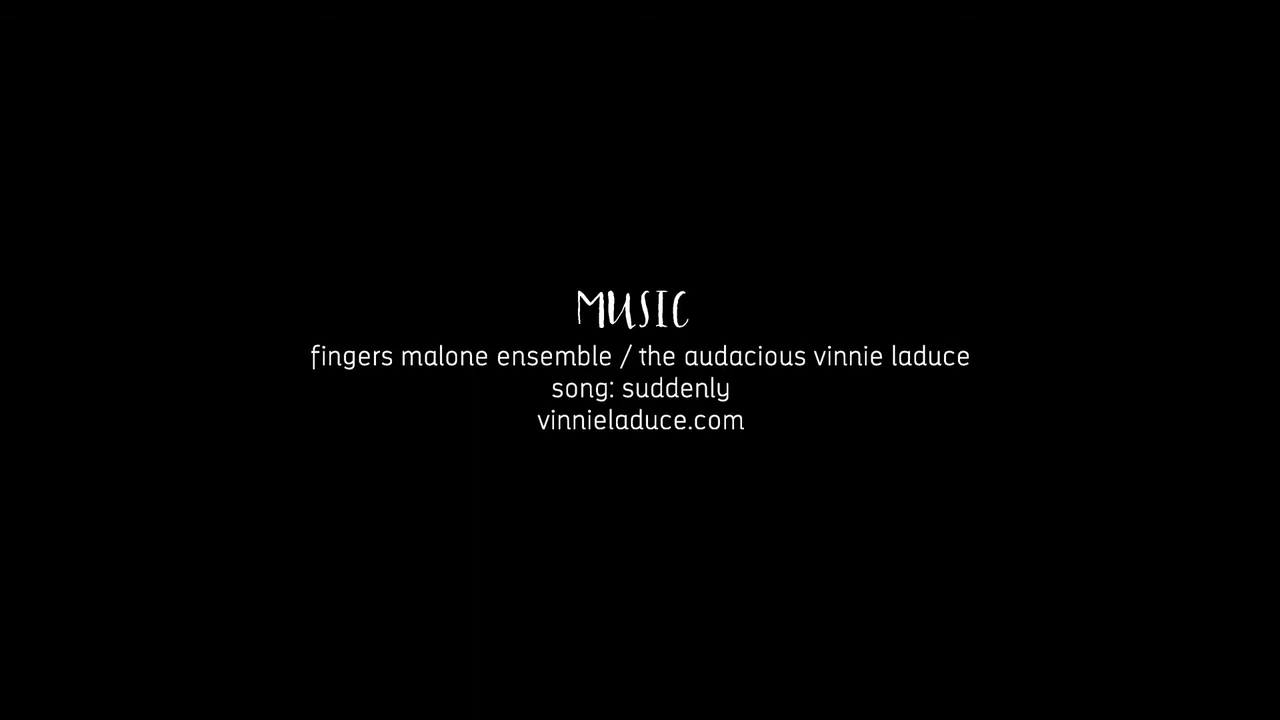 MUSIC
fingers malone ensemble / the audacious vinnie laduce
song: suddenly
vinnieladuce.com